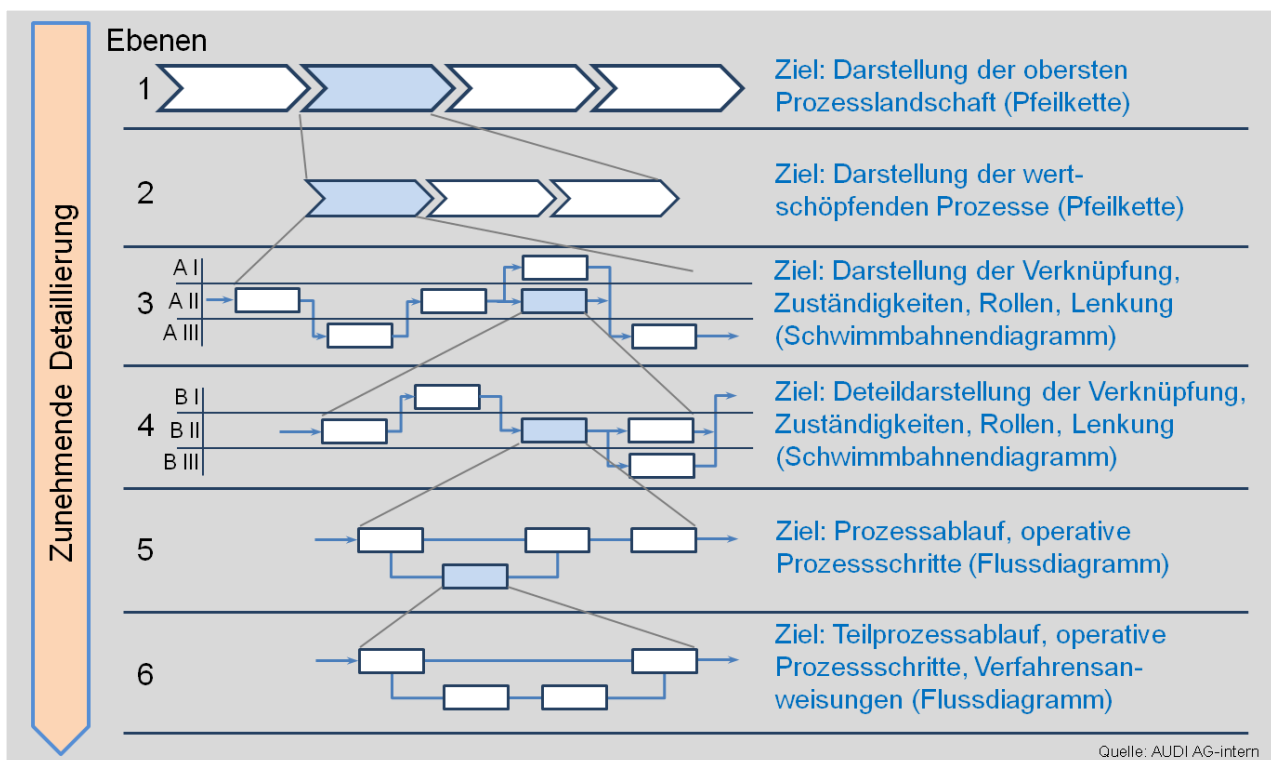 Ebenen
Zunehmende Detaillierung
1
Ziel: Darstellung der obersten
Prozesslandschaft (Pfeilkette)
2
Ziel: Darstellung der wert-
schöpfenden Prozesse (Pfeilkette)
3
A I
A II
A III
Ziel: Darstellung der Verknüpfung,
Zuständigkeiten, Rollen, Lenkung
(Schwimmbahnendiagramm)
4
B I
B II
B III
Ziel: Deteildarstellung der Verknüpfung,
Zuständigkeiten, Rollen, Lenkung
(Schwimmbahnendiagramm)
5
Ziel: Prozessablauf, operative
Prozessschritte (Flussdiagramm)
6
Ziel: Teilprozessablauf, operative
Prozessschritte, Verfahrensan-
weisungen (Flussdiagramm)
Quelle: AUDI AG-intern